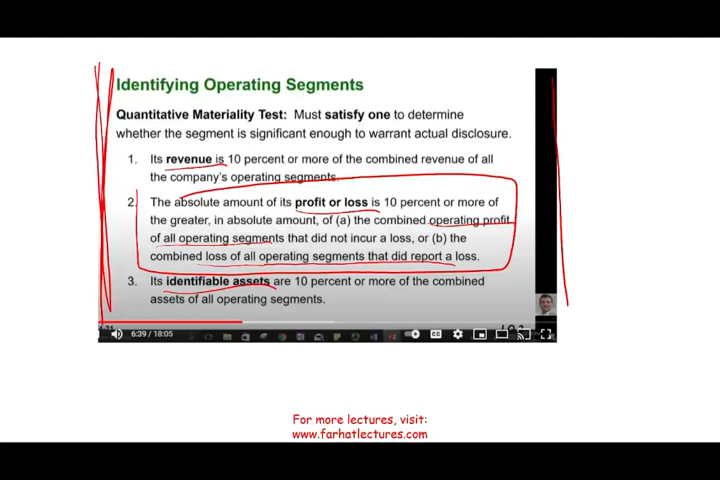 Identifying Operating Segments
Quantitative Materiality Test: Must satisfy one to determine
whether the segment is significant enough to warrant actual disclosure.
1. Its revenue is 10 percent or more of the combined revenue of all
the company's operating segments.
2. The absolute amount of its profit or loss is 10 percent or more of
the greater, in absolute amount, of (a) the combined operating profit
of all operating segments that did not incur a loss, or (b) the
combined loss of all operating segments that did report a loss.
3. Its identifiable assets are 10 percent or more of the combined
assets of all operating segments.
6:39 / 18:05
CC
For more lectures, visit:
www.farhatlectures.com